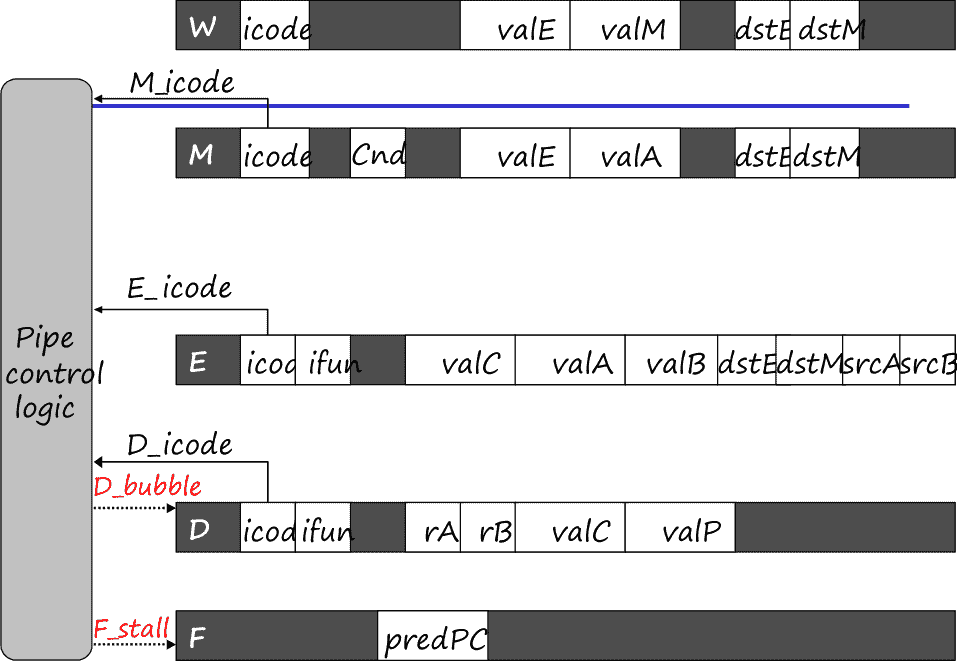 W icode valE valM dstE dstM
M_icode
M icode Cnd valE valA dstE dstM
E_icode
Pipe
control
logic
E icod ifun valC valA valB dstE dstM srcA srcB
D_icode
D_bubble
D icod ifun rA rB valC valP
F_stall
F predPC